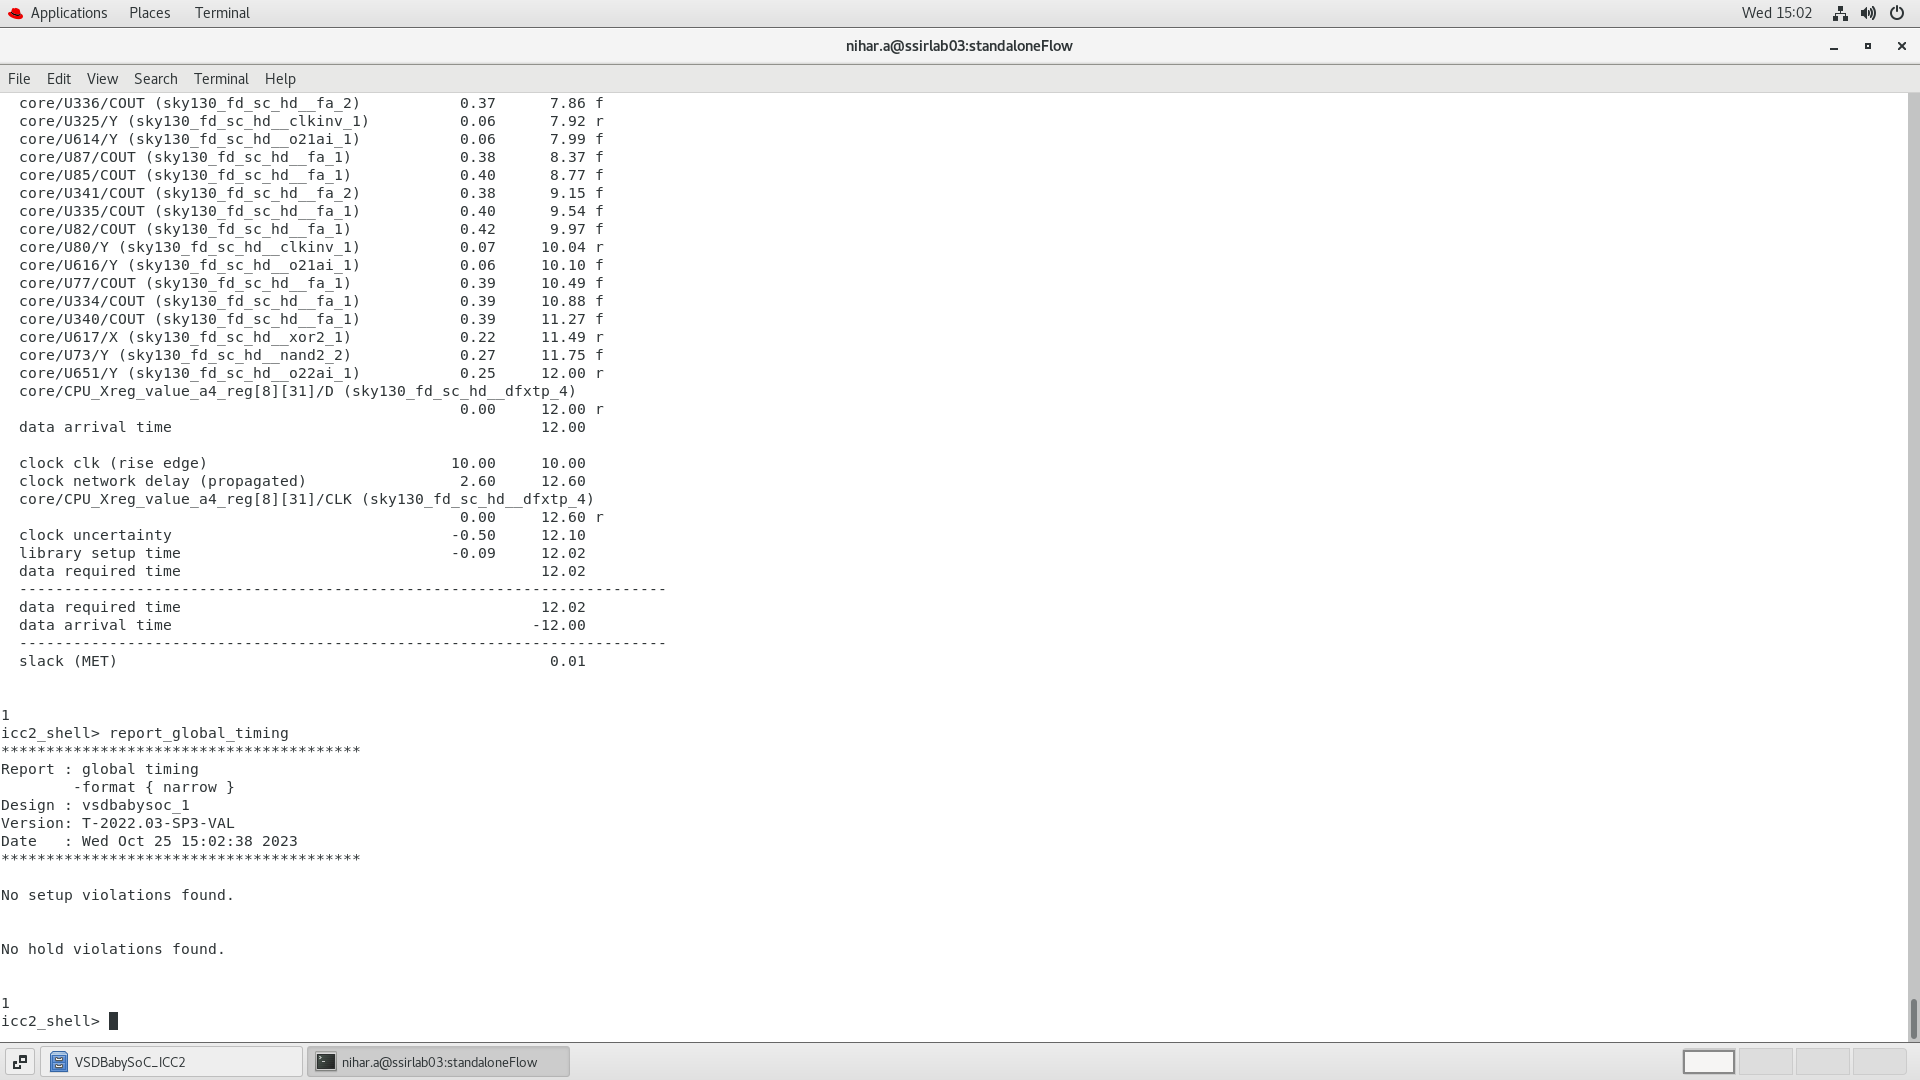 Applications Places Terminal Wed 15:02
nihar.a@ssirlab03:standaloneFlow
File Edit View Search Terminal Help
  core/U336/COUT (sky130_fd_sc_hd__fa_2)           0.37      7.86 f
  core/U325/Y (sky130_fd_sc_hd__clkinv_1)          0.06      7.92 r
  core/U614/Y (sky130_fd_sc_hd__o21ai_1)           0.06      7.99 f
  core/U87/COUT (sky130_fd_sc_hd__fa_1)            0.38      8.37 f
  core/U85/COUT (sky130_fd_sc_hd__fa_1)            0.40      8.77 f
  core/U341/COUT (sky130_fd_sc_hd__fa_2)           0.38      9.15 f
  core/U335/COUT (sky130_fd_sc_hd__fa_1)           0.40      9.54 f
  core/U82/COUT (sky130_fd_sc_hd__fa_1)            0.42      9.97 f
  core/U80/Y (sky130_fd_sc_hd__clkinv_1)           0.07     10.04 r
  core/U616/Y (sky130_fd_sc_hd__o21ai_1)           0.06     10.10 f
  core/U77/COUT (sky130_fd_sc_hd__fa_1)            0.39     10.49 f
  core/U334/COUT (sky130_fd_sc_hd__fa_1)           0.39     10.88 f
  core/U340/COUT (sky130_fd_sc_hd__fa_1)           0.39     11.27 f
  core/U617/X (sky130_fd_sc_hd__xor2_1)            0.22     11.49 r
  core/U73/Y (sky130_fd_sc_hd__nand2_2)            0.27     11.75 f
  core/U651/Y (sky130_fd_sc_hd__o22ai_1)           0.25     12.00 r
  core/CPU_Xreg_value_a4_reg[8][31]/D (sky130_fd_sc_hd__dfxtp_4)
                                                   0.00     12.00 r
  data arrival time                                         12.00

  clock clk (rise edge)                           10.00     10.00
  clock network delay (propagated)                 2.60     12.60
  core/CPU_Xreg_value_a4_reg[8][31]/CLK (sky130_fd_sc_hd__dfxtp_4)
                                                   0.00     12.60 r
  clock uncertainty                               -0.50     12.10
  library setup time                              -0.09     12.02
  data required time                                        12.02
  ------------------------------------------------------------------------
  data required time                                        12.02
  data arrival time                                        -12.00
  ------------------------------------------------------------------------
  slack (MET)                                                0.01

1
icc2_shell> report_global_timing
****************************************
Report : global timing
        -format { narrow }
Design : vsdbabysoc_1
Version: T-2022.03-SP3-VAL
Date   : Wed Oct 25 15:02:38 2023
****************************************

No setup violations found.

No hold violations found.

1
icc2_shell>
VSDBabySoC_ICC2 nihar.a@ssirlab03:standaloneFlow